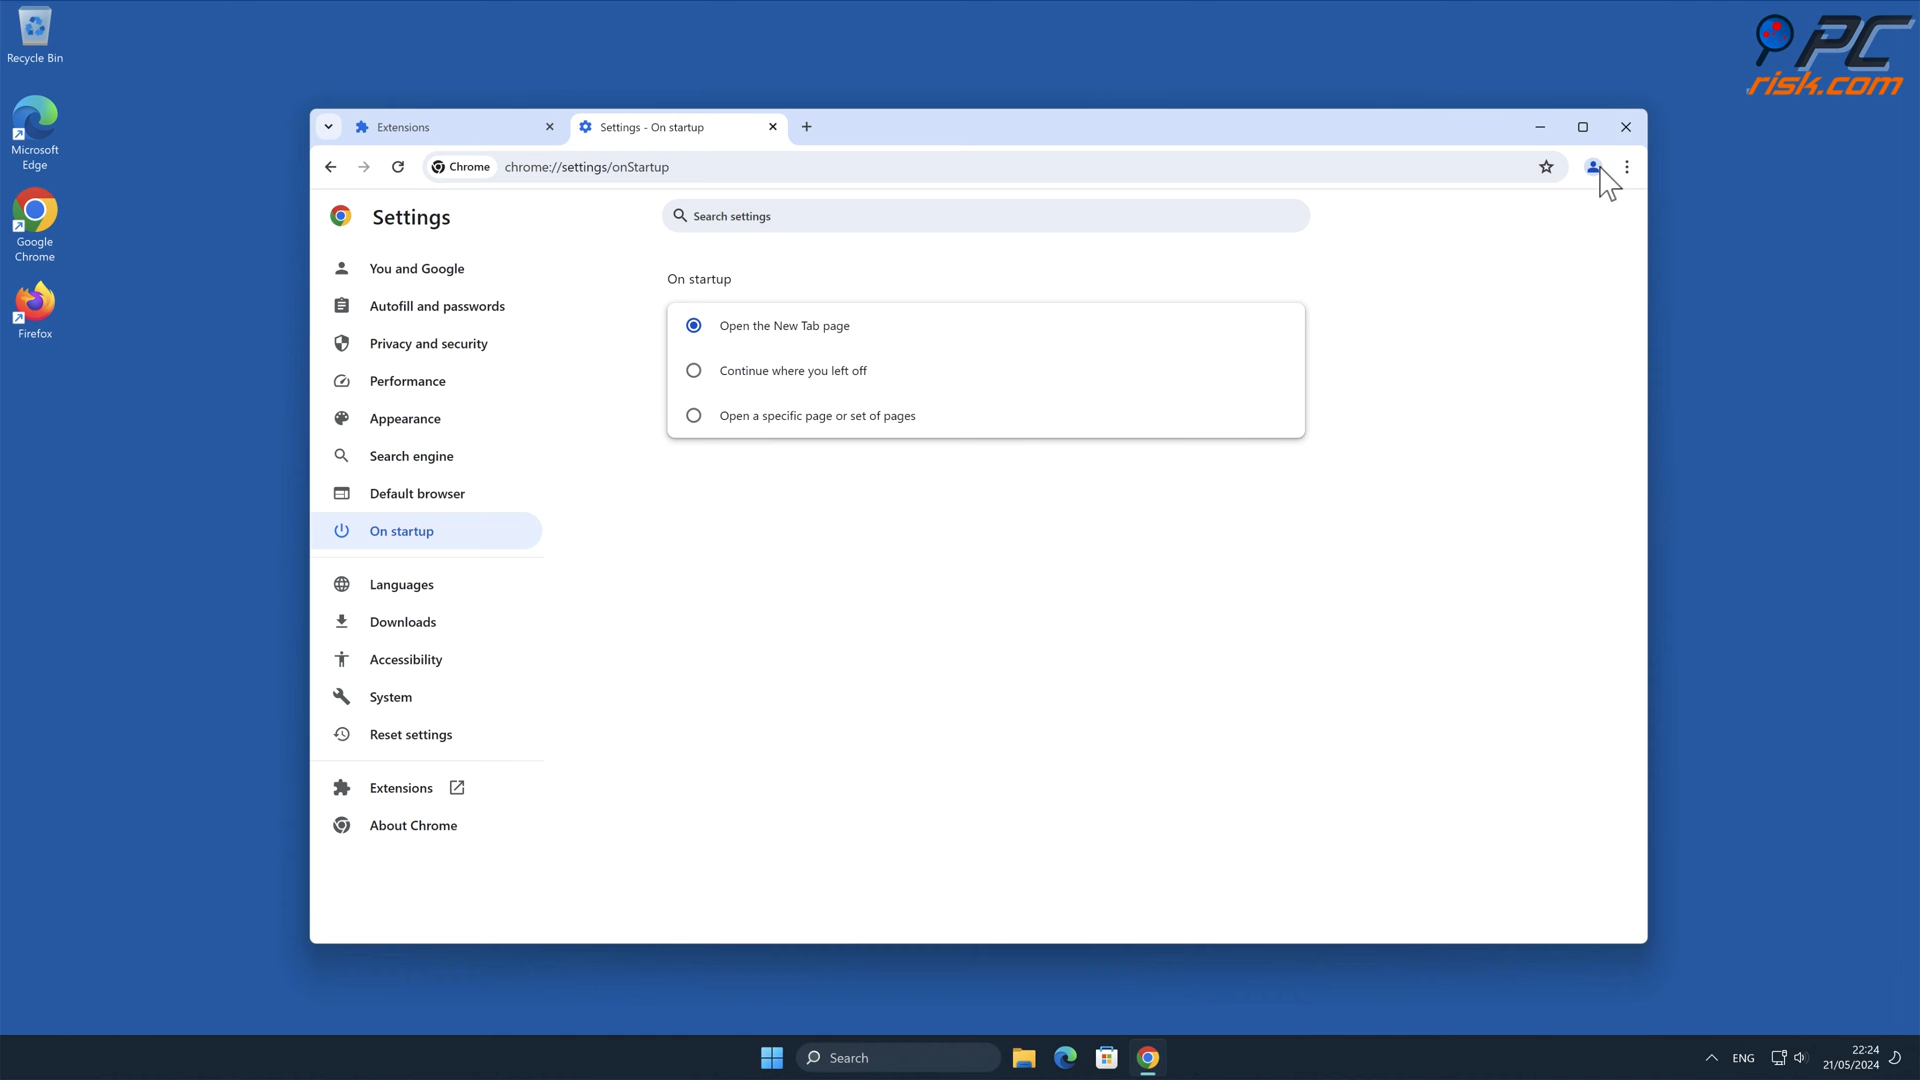 Recycle Bin
Microsoft
Edge
Google
Chrome
Firefox
PC
risk.com
Extensions
Settings - On startup
Chrome
chrome://settings/onStartup
Settings
Search settings
You and Google
Autofill and passwords
Privacy and security
Performance
Appearance
Search engine
Default browser
On startup
Languages
Downloads
Accessibility
System
Reset settings
Extensions
About Chrome
On startup
Open the New Tab page
Continue where you left off
Open a specific page or set of pages
Search
ENG
22:24
21/05/2024